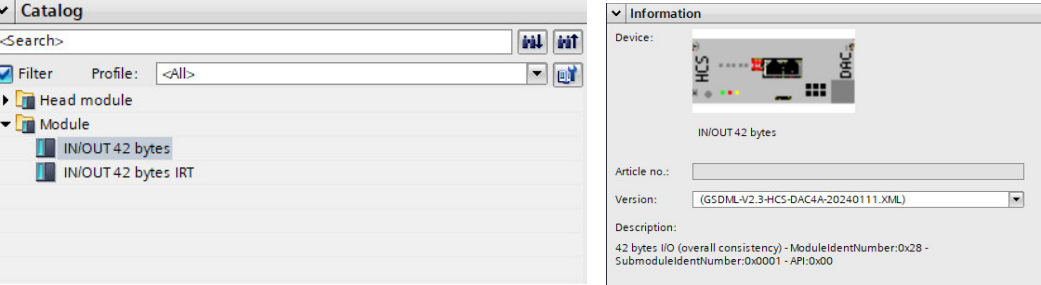 Catalog
<Search>
Filter Profile: <All>
Head module
Module
IN/OUT 42 bytes
IN/OUT 42 bytes IRT
Information
Device:
HCS
DAC
IN/OUT 42 bytes
Article no.:
Version: (GSDML-V2.3-HCS-DAC4A-20240111.XML)
Description:
42 bytes I/O (overall consistency) - ModuleIdentNumber:0x28 -
SubmoduleIdentNumber:0x0001 - API:0x00